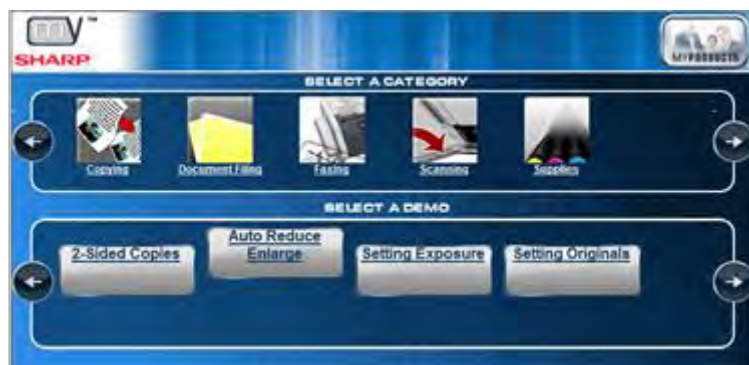 MY™
SHARP
MYPRODUCTS
SELECT A CATEGORY
Copying
Document Filing
Faxing
Scanning
Supplies
SELECT A DEMO
2-Sided Copies
Auto Reduce
Enlarge
Setting Exposure
Setting Originals